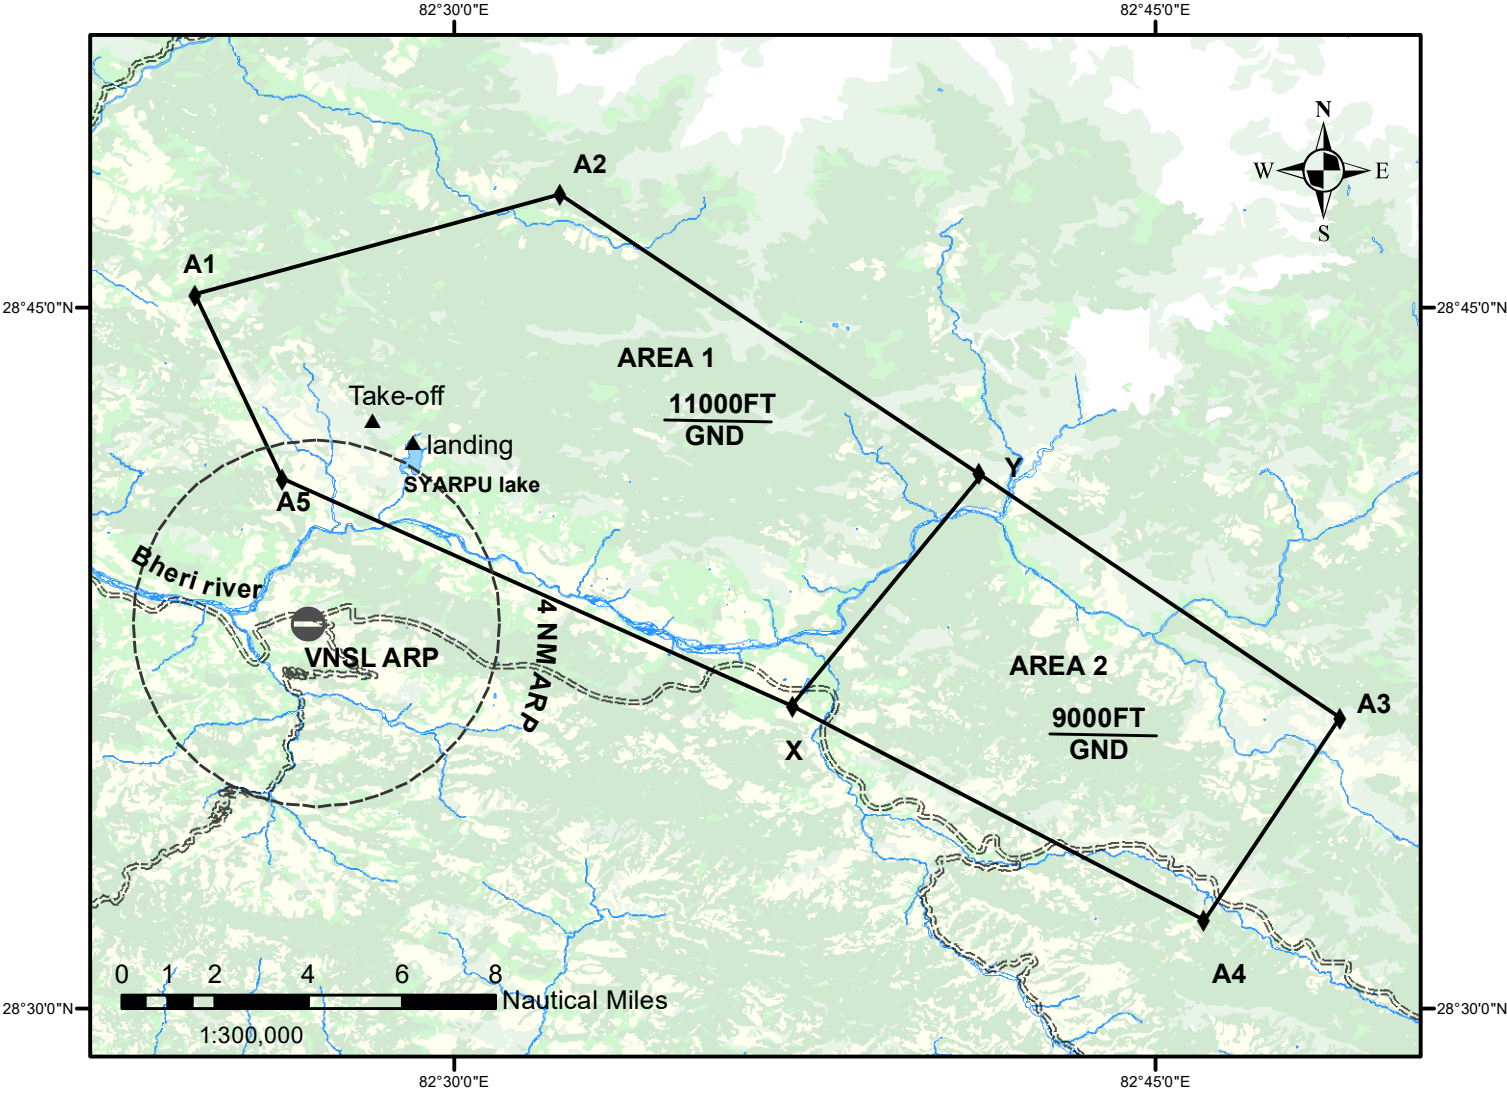 82°30'0"E
82°45'0"E
N
W
E
S
A2
A1
28°45'0"N
28°45'0"N
AREA 1
11000FT
GND
Take-off
landing
SYARPU lake
A5
Y
Bheri river
4 NM ARP
VNSL ARP
AREA 2
9000FT
GND
A3
X
A4
0 1 2 4 6 8
Nautical Miles
1:300,000
28°30'0"N
28°30'0"N
82°30'0"E
82°45'0"E